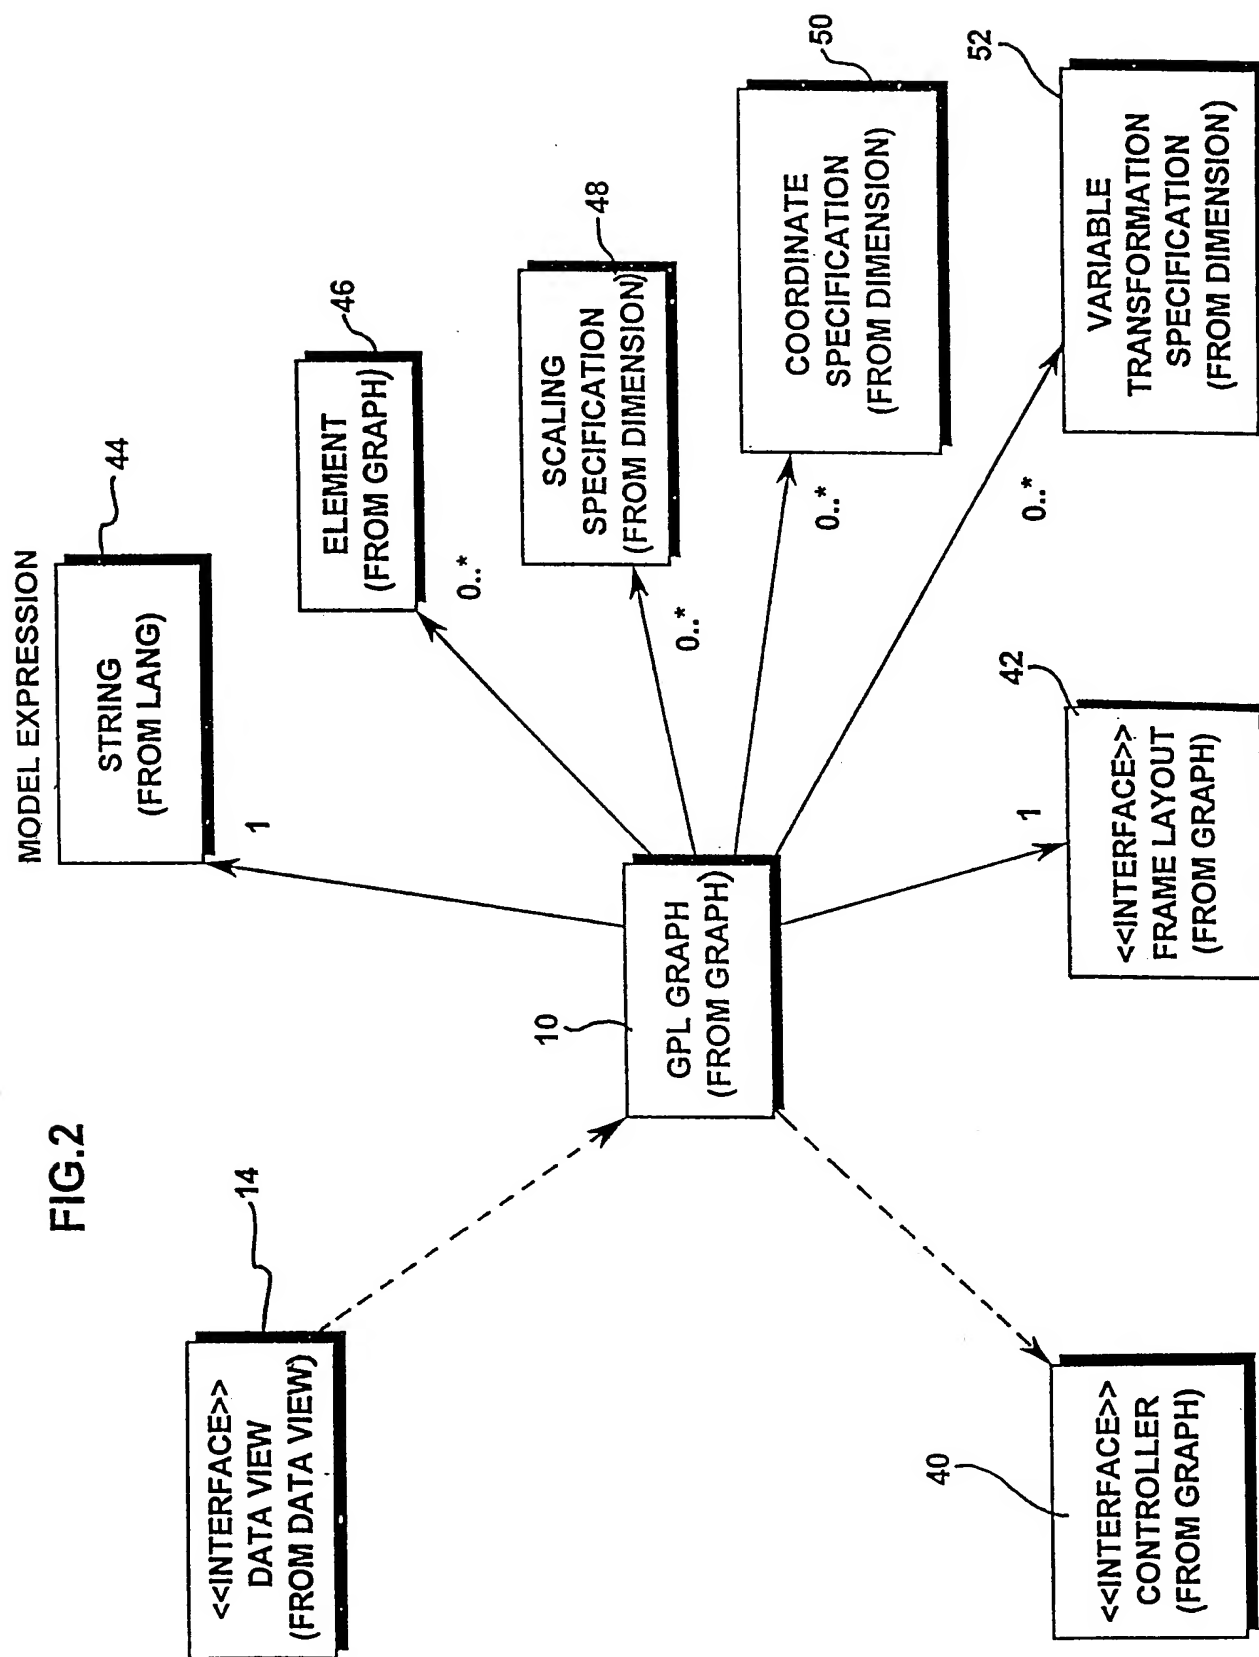 FIG.2
MODEL EXPRESSION
STRING
(FROM LANG)
44
1
ELEMENT
(FROM GRAPH)
46
0..*
SCALING
SPECIFICATION
(FROM DIMENSION)
48
0..*
COORDINATE
SPECIFICATION
(FROM DIMENSION)
50
0..*
VARIABLE
TRANSFORMATION
SPECIFICATION
(FROM DIMENSION)
52
0..*
<<INTERFACE>>
DATA VIEW
(FROM DATA VIEW)
14
GPL GRAPH
(FROM GRAPH)
10
<<INTERFACE>>
CONTROLLER
(FROM GRAPH)
40
<<INTERFACE>>
FRAME LAYOUT
(FROM GRAPH)
42
1